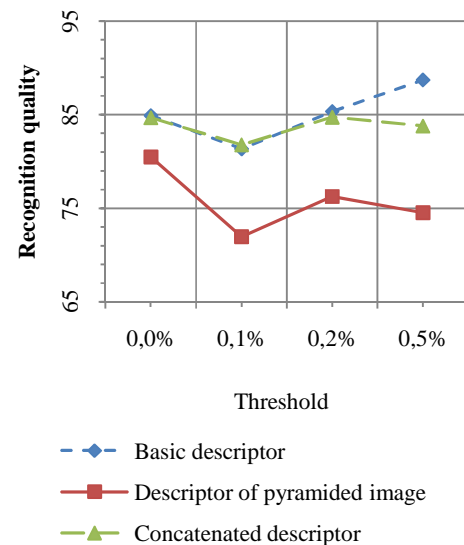 95
85
75
65
Recognition quality
0,0% 0,1% 0,2% 0,5%
Threshold
Basic descriptor
Descriptor of pyramided image
Concatenated descriptor